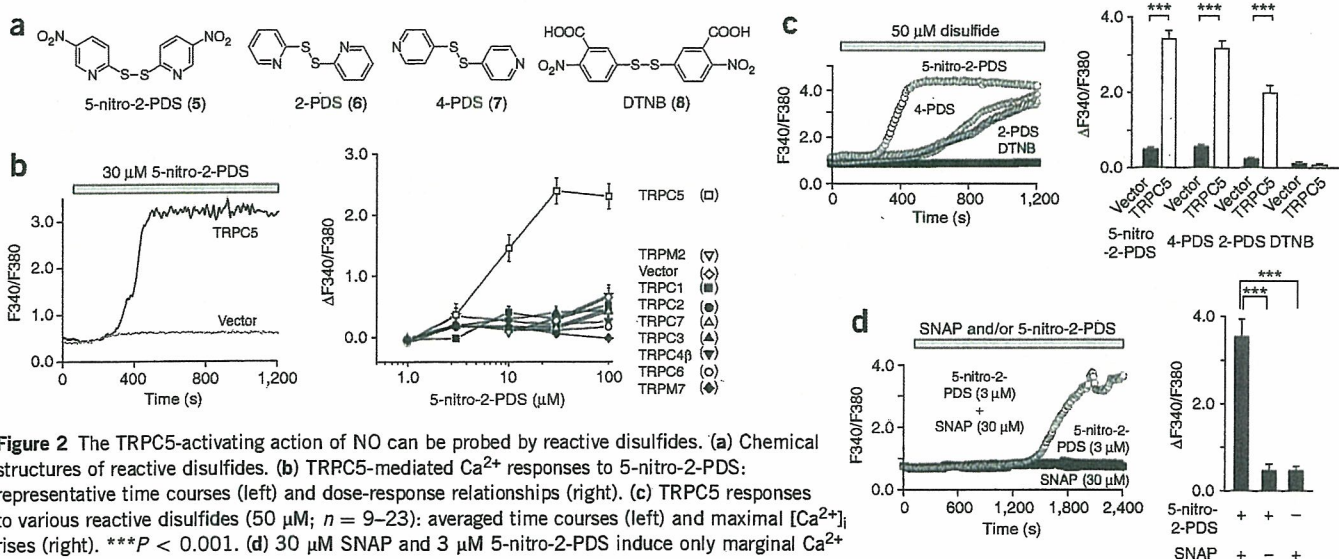 a
O₂N
NO₂
N
N
S–S
5-nitro-2-PDS (5)
N
S
S
N
2-PDS (6)
N
S
S
N
4-PDS (7)
HOOC
COOH
O₂N
S–S
NO₂
DTNB (8)
b
30 μM 5-nitro-2-PDS
F340/F380
3.0
2.0
1.0
0.0
TRPC5
Vector
0
400
800
1,200
Time (s)
ΔF340/F380
3.0
2.0
1.0
0.0
1.0
10
100
5-nitro-2-PDS (μM)
TRPC5
TRPM2
Vector
TRPC1
TRPC2
TRPC7
TRPC3
TRPC4β
TRPC6
TRPM7
c
50 μM disulfide
F340/F380
4.0
2.0
0.0
5-nitro-2-PDS
4-PDS
2-PDS
DTNB
0
400
800
1,200
Time (s)
***
***
***
ΔF340/F380
4.0
2.0
0.0
Vector
TRPC5
Vector
TRPC5
Vector
TRPC5
Vector
TRPC5
5-nitro
-2-PDS
4-PDS
2-PDS
DTNB
d
SNAP and/or 5-nitro-2-PDS
F340/F380
4.0
2.0
0.0
5-nitro-2-
PDS (3 μM)
+
SNAP (30 μM)
5-nitro-2-
PDS (3 μM)
SNAP (30 μM)
0
600
1,200
1,800
2,400
Time (s)
***
***
ΔF340/F380
4.0
2.0
0.0
5-nitro-
2-PDS
+ + –
SNAP
+ – +
Figure 2 The TRPC5-activating action of NO can be probed by reactive disulfides. (a) Chemical
structures of reactive disulfides. (b) TRPC5-mediated Ca²⁺ responses to 5-nitro-2-PDS:
representative time courses (left) and dose-response relationships (right). (c) TRPC5 responses
to various reactive disulfides (50 μM; n = 9–23): averaged time courses (left) and maximal [Ca²⁺]ᵢ
rises (right). ***P < 0.001. (d) 30 μM SNAP and 3 μM 5-nitro-2-PDS induce only marginal Ca²⁺